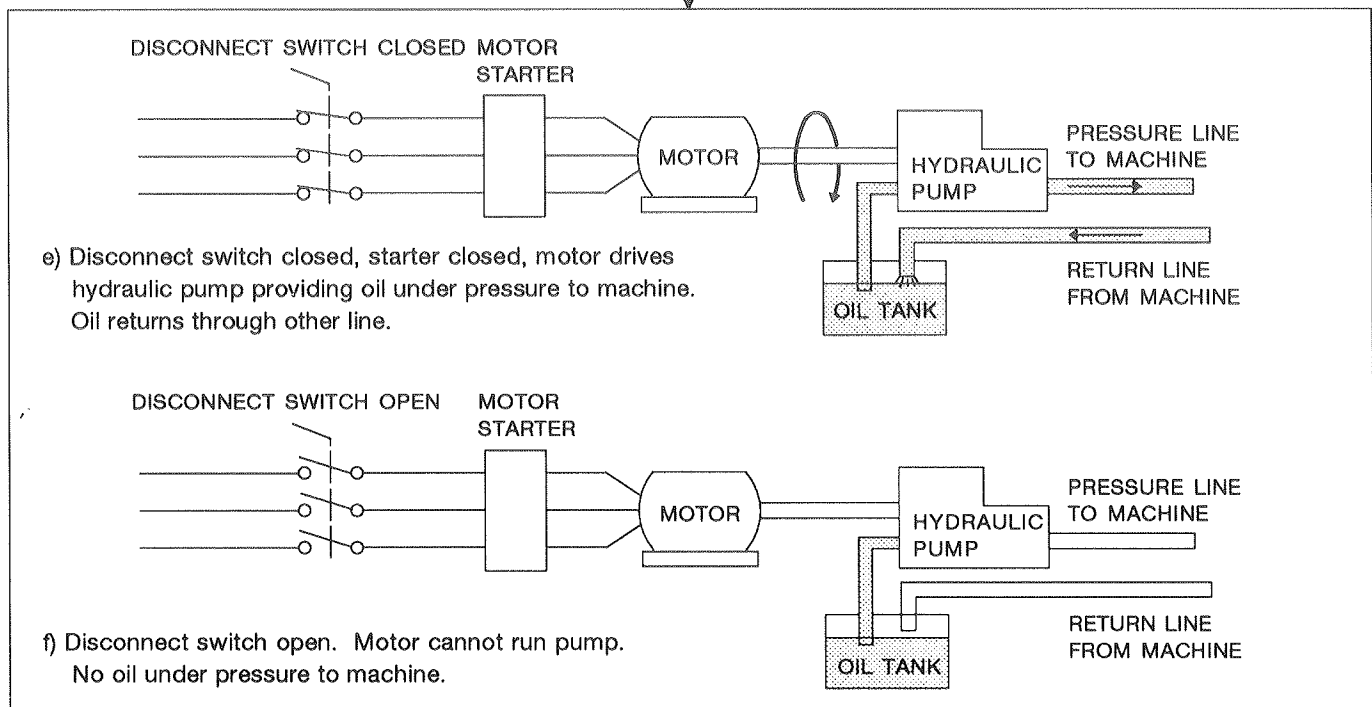 DISCONNECT SWITCH CLOSED MOTOR
STARTER
MOTOR
HYDRAULIC
PUMP
PRESSURE LINE
TO MACHINE
e) Disconnect switch closed, starter closed, motor drives
hydraulic pump providing oil under pressure to machine.
Oil returns through other line.
OIL TANK
RETURN LINE
FROM MACHINE
DISCONNECT SWITCH OPEN MOTOR
STARTER
MOTOR
HYDRAULIC
PUMP
PRESSURE LINE
TO MACHINE
f) Disconnect switch open. Motor cannot run pump.
No oil under pressure to machine.
OIL TANK
RETURN LINE
FROM MACHINE